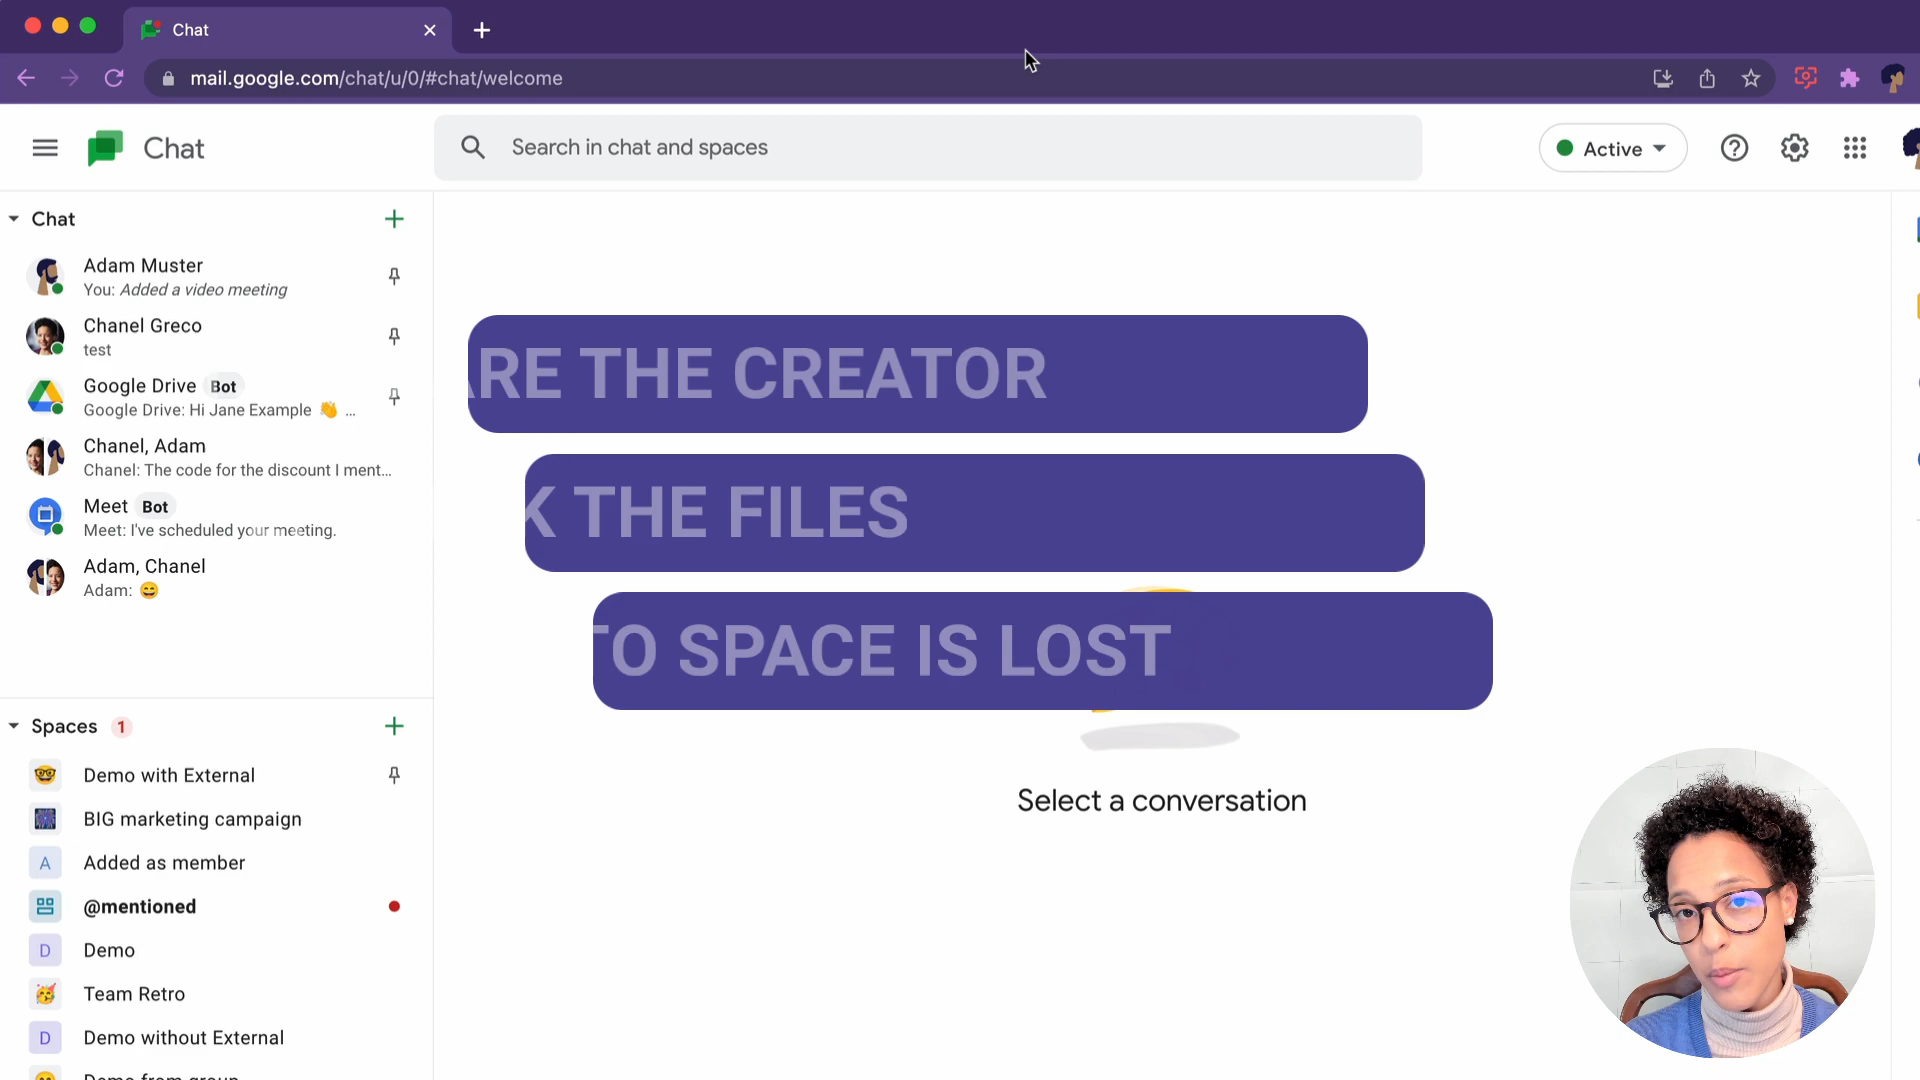 Chat
mail.google.com/chat/u/0/#chat/welcome
Chat
Search in chat and spaces
Active
Chat
Adam Muster
You: Added a video meeting
Chanel Greco
test
Google Drive Bot
Google Drive: Hi Jane Example 👋 ...
Chanel, Adam
Chanel: The code for the discount I ment...
Meet Bot
Meet: I've scheduled your meeting.
Adam, Chanel
Adam: 😄
RE THE CREATOR
K THE FILES
TO SPACE IS LOST
Select a conversation
Spaces 1
Demo with External
BIG marketing campaign
A Added as member
@mentioned
D Demo
Team Retro
D Demo without External
Demo from group